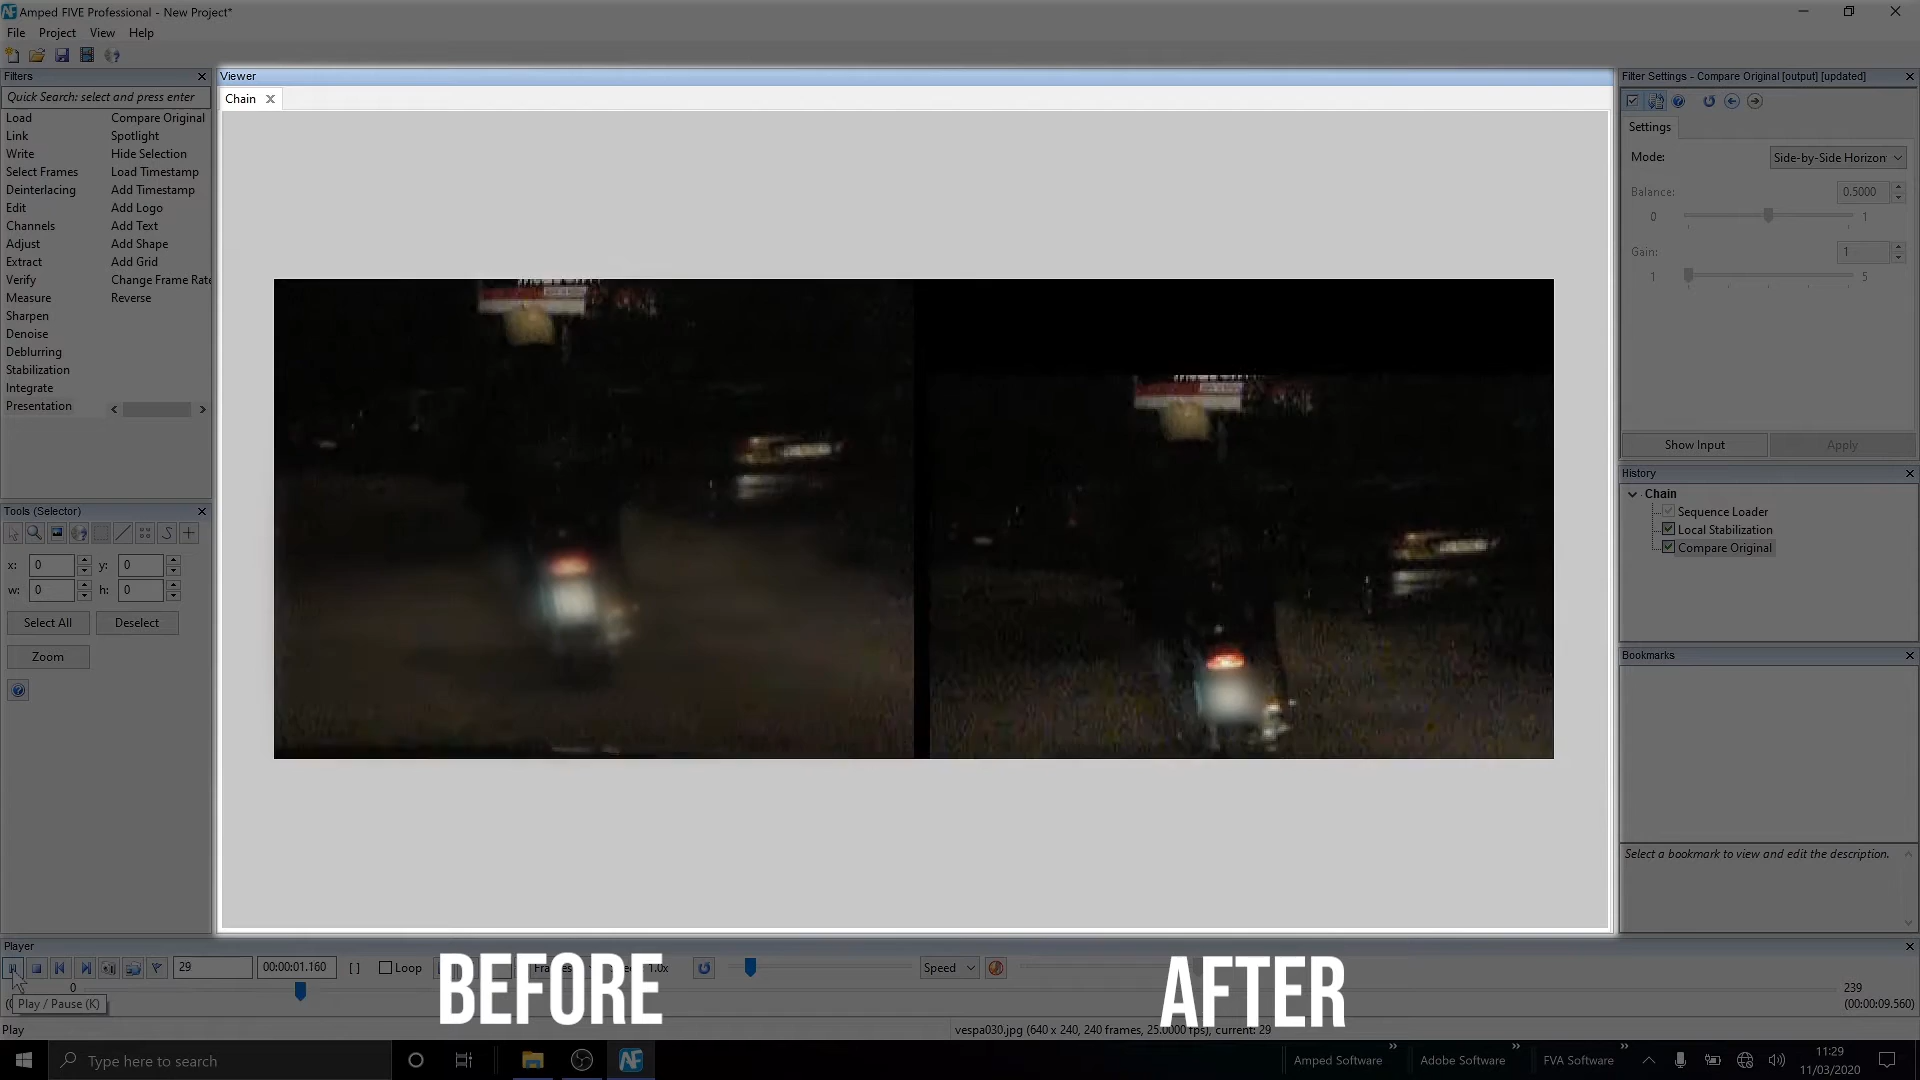 Amped FIVE Professional - New Project*
File Project View Help
Filters
Quick Search: select and press enter
Load Compare Original
Link Spotlight
Write Hide Selection
Select Frames Load Timestamp
Deinterlacing Add Timestamp
Edit Add Logo
Channels Add Text
Adjust Add Shape
Extract Add Grid
Verify Change Frame Rate
Measure Reverse
Sharpen
Denoise
Deblurring
Stabilization
Integrate
Presentation
Tools (Selector)
x: 0 y: 0
w: 0 h: 0
Select All Deselect
Zoom
Viewer
Chain
Filter Settings - Compare Original [output] [updated]
Settings
Mode: Side-by-Side Horizon
Balance: 0.5000
0 1
Gain: 1
1 5
Show Input Apply
History
Chain
Sequence Loader
Local Stabilization
Compare Original
Bookmarks
Select a bookmark to view and edit the description.
Player
29 00:00:01.160 [ ] Loop 1.0x Speed
0 239
(00:00:09.560)
Play / Pause (K)
BEFORE AFTER
Play vespa030.jpg (640 x 240, 240 frames, 25.0000 fps), current: 29
Type here to search
Amped Software Adobe Software FVA Software
11:29
11/03/2020